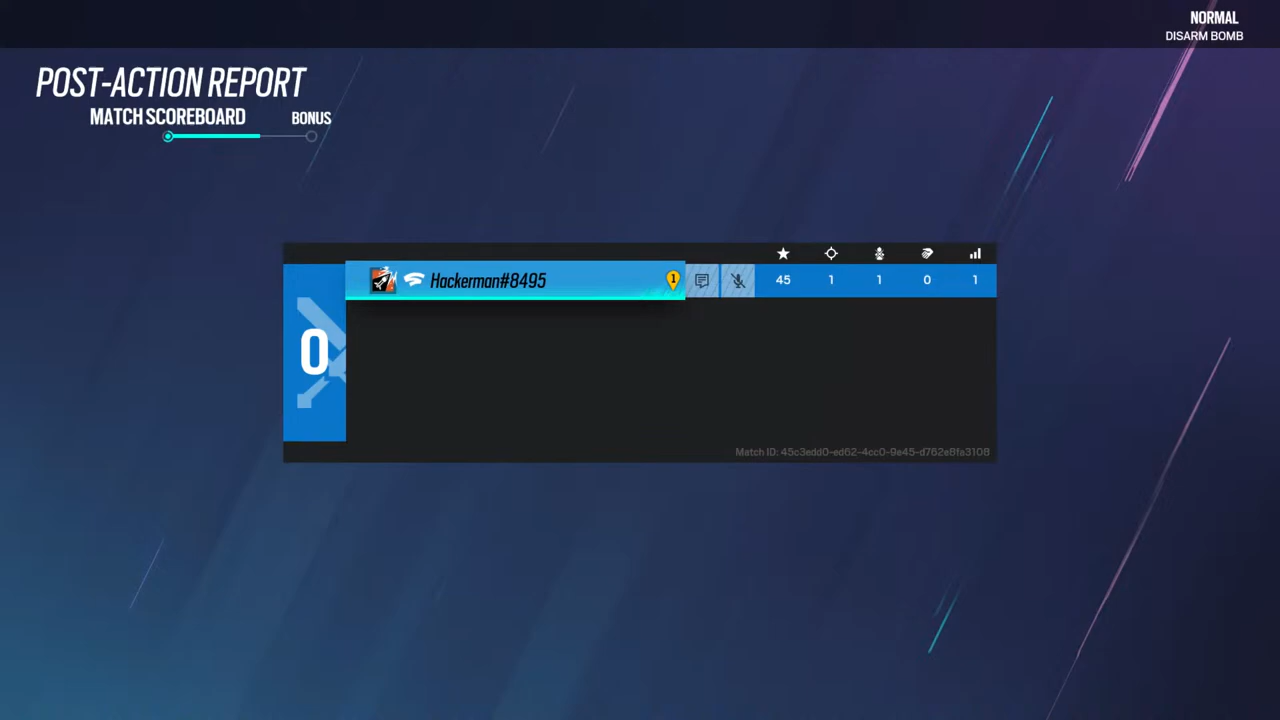 NORMAL
DISARM BOMB
POST-ACTION REPORT
MATCH SCOREBOARD BONUS
Hackerman#8495 1 45 1 1 0 1
0
Match ID: 45c3edd0-ed62-4cc0-9e45-d762e8fa3108